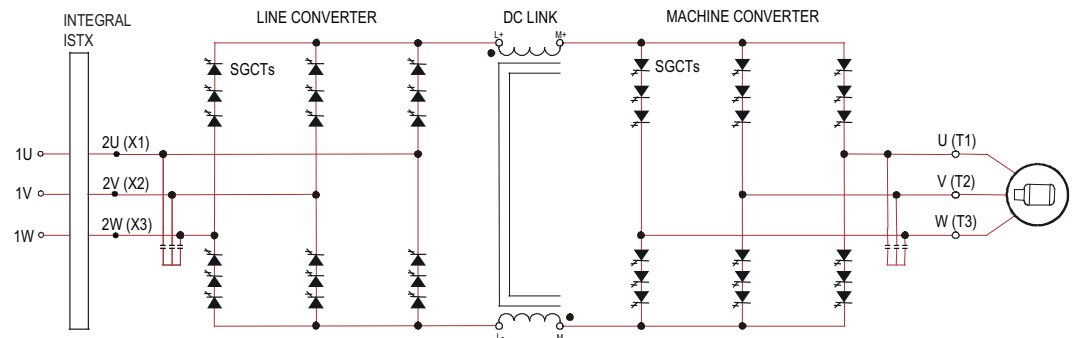 INTEGRAL
ISTX
LINE CONVERTER
DC LINK
MACHINE CONVERTER
L+
M+
SGCTs
SGCTs
2U (X1)
U (T1)
1U
2V (X2)
V (T2)
1V
2W (X3)
W (T3)
1W
L-